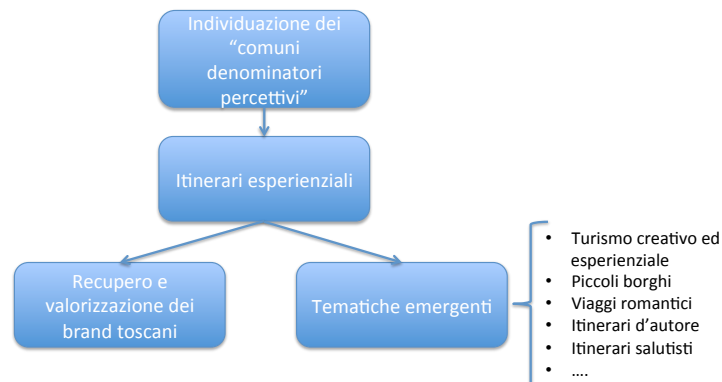 Individuazione dei
“comuni
denominatori
percettivi”
Itinerari esperienziali
Recupero e
valorizzazione dei
brand toscani
Tematiche emergenti
• Turismo creativo ed
esperienziale
• Piccoli borghi
• Viaggi romantici
• Itinerari d’autore
• Itinerari salutisti
• ….